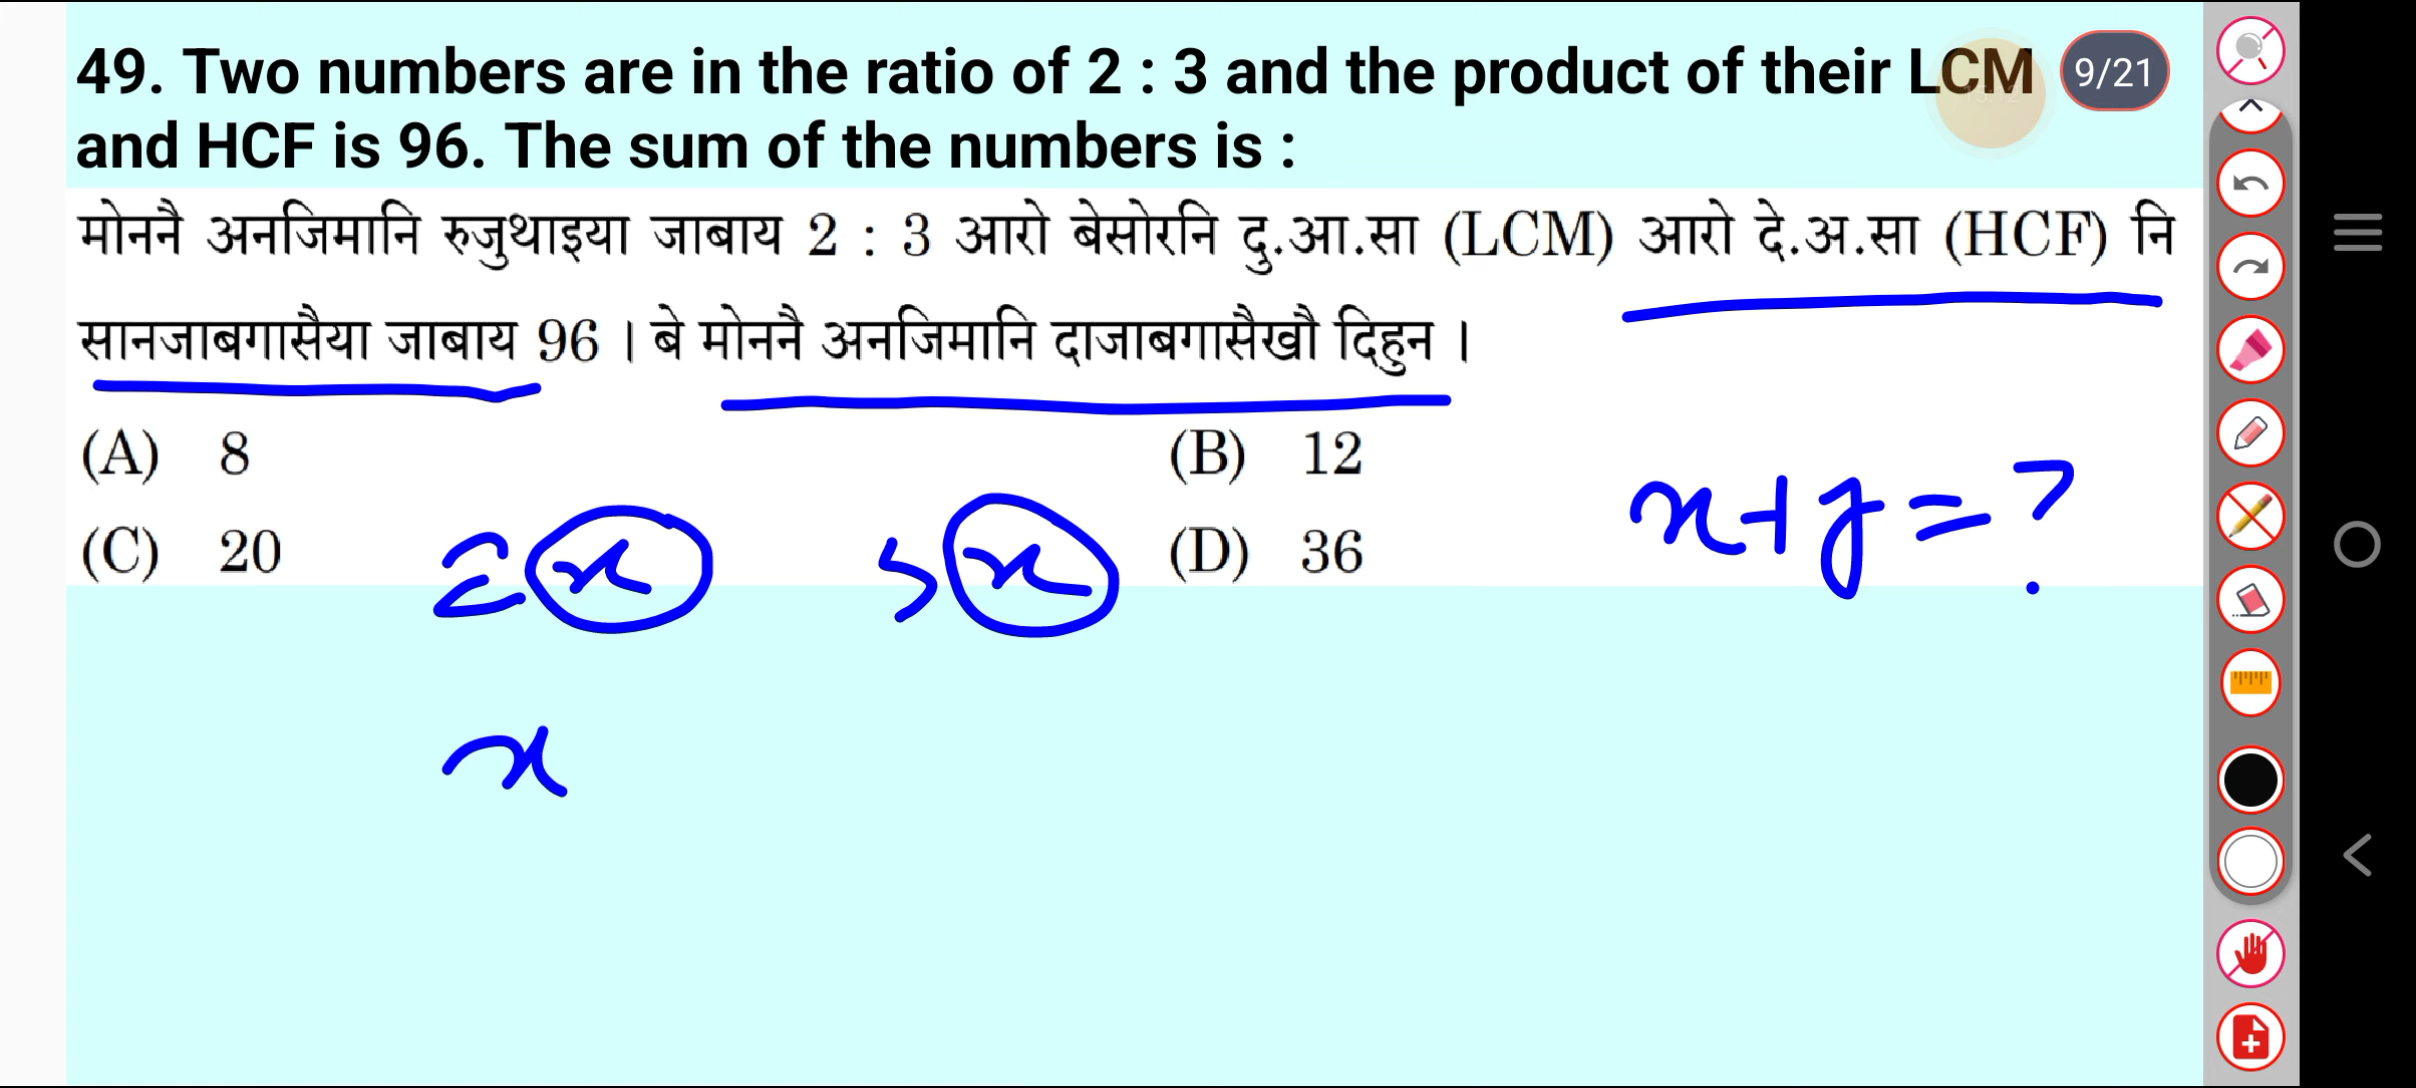 49. Two numbers are in the ratio of 2 : 3 and the product of their LCM
9/21
and HCF is 96. The sum of the numbers is :
मोननै अनजिमानि रुजुथाइया जाबाय 2 : 3 आरो बेसोरनि दु.आ.सा (LCM) आरो दे.अ.सा (HCF) नि
सानजाबगासैया जाबाय 96 । बे मोननै अनजिमानि दाजाबगासैखौ दिहुन ।
(A) 8
(B) 12
(C) 20
(D) 36
2x 3x
x+y=?
x